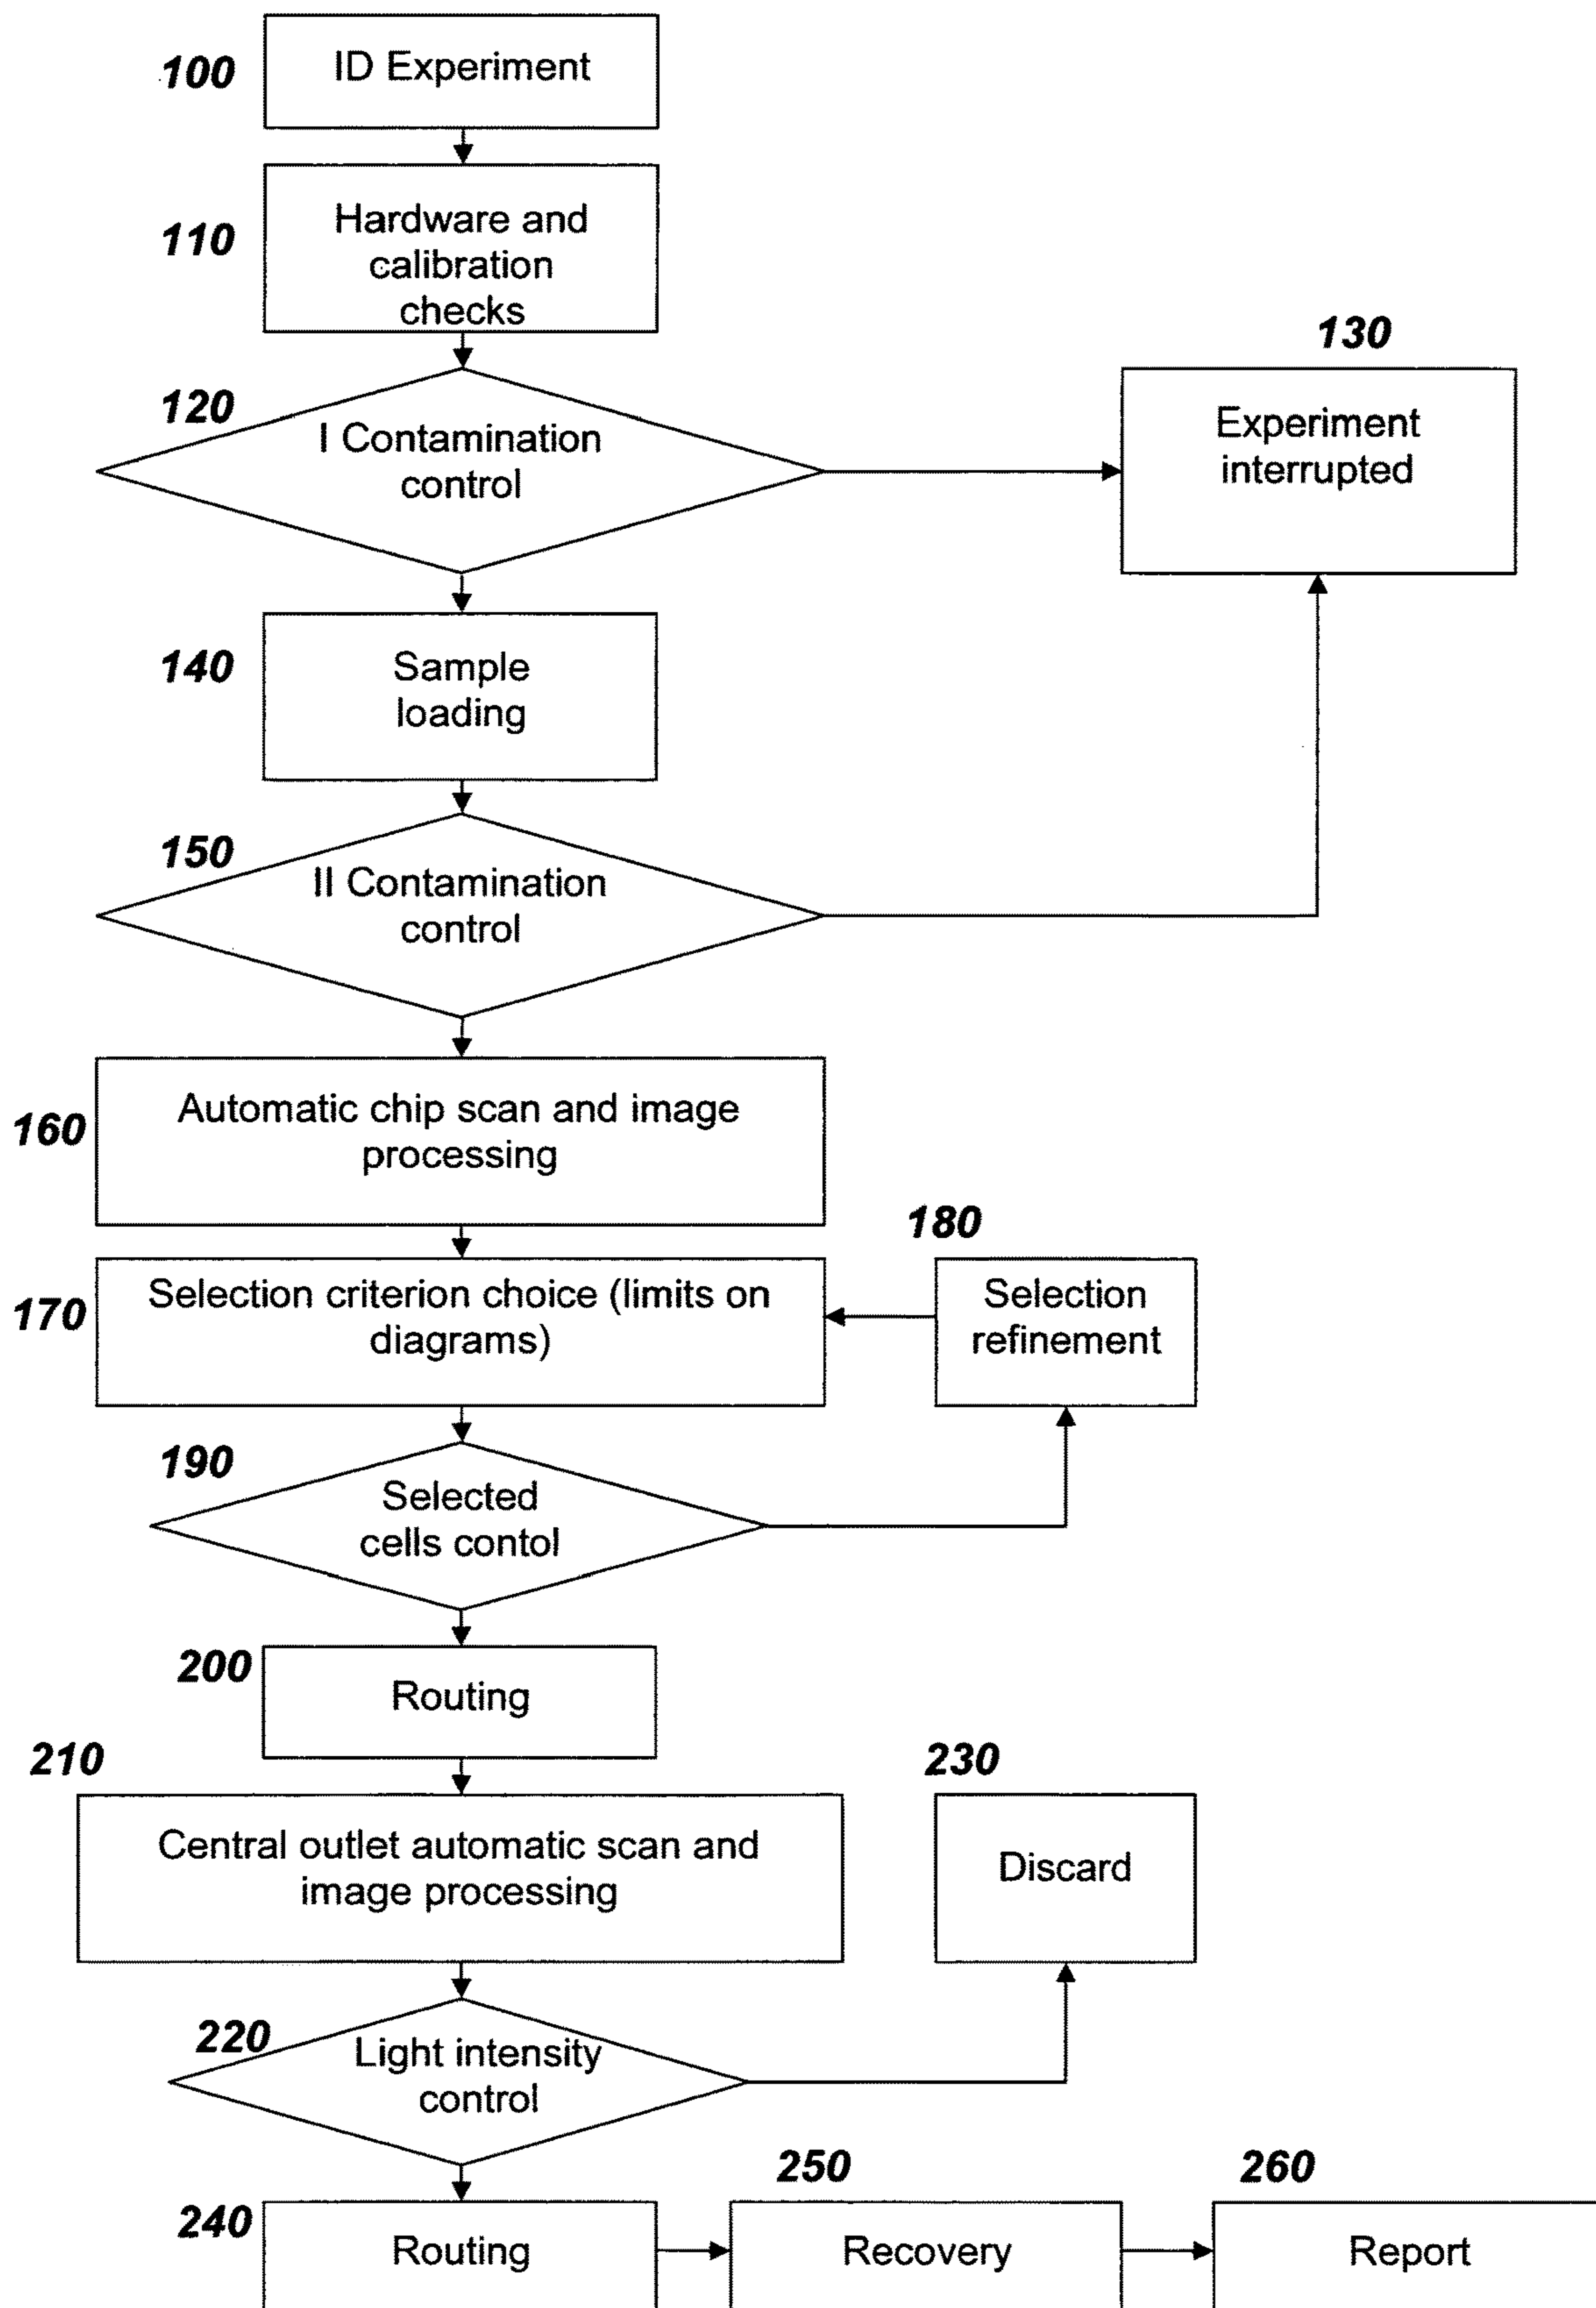 100
ID Experiment
110
Hardware and
calibration
checks
120
I Contamination
control
130
Experiment
interrupted
140
Sample
loading
150
II Contamination
control
160
Automatic chip scan and image
processing
170
Selection criterion choice (limits on
diagrams)
180
Selection
refinement
190
Selected
cells contol
200
Routing
210
Central outlet automatic scan and
image processing
220
Light intensity
control
230
Discard
240
Routing
250
Recovery
260
Report